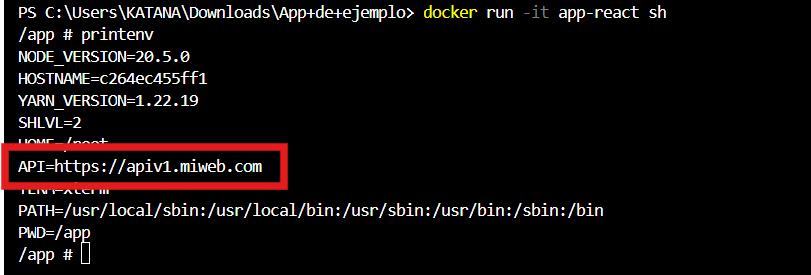 PS C:\Users\KATANA\Downloads\App+de+ejemplo> docker run -it app-react sh
/app # printenv
NODE_VERSION=20.5.0
HOSTNAME=c264ec455ff1
YARN_VERSION=1.22.19
SHLVL=2
HOME=/root
API=https://apiv1.miweb.com
TERM=xterm
PATH=/usr/local/sbin:/usr/local/bin:/usr/sbin:/usr/bin:/sbin:/bin
PWD=/app
/app #